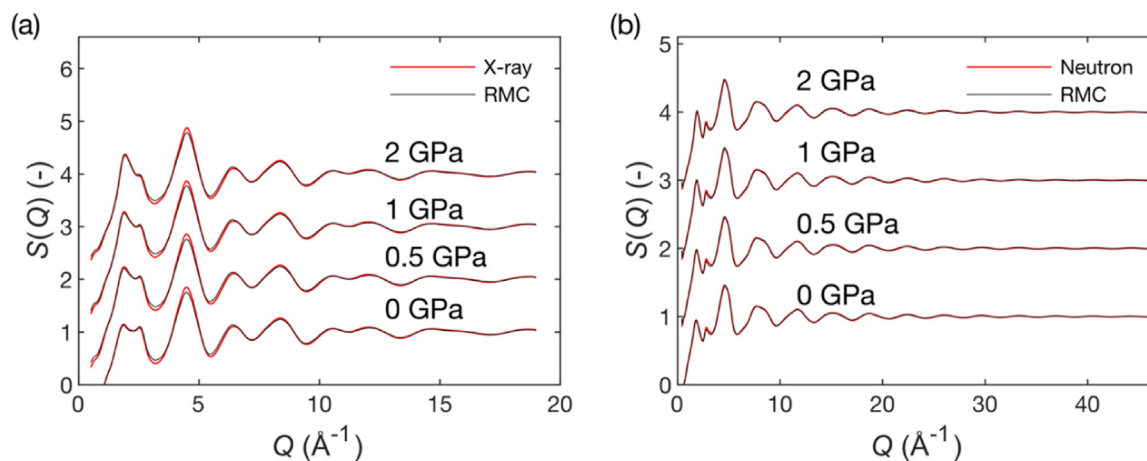 (a)
6
5
4
3
2
1
0
S(Q) (-)
X-ray
RMC
2 GPa
1 GPa
0.5 GPa
0 GPa
0 5 10 15 20
Q (Å⁻¹)
(b)
5
4
3
2
1
0
S(Q) (-)
Neutron
RMC
2 GPa
1 GPa
0.5 GPa
0 GPa
0 10 20 30 40
Q (Å⁻¹)